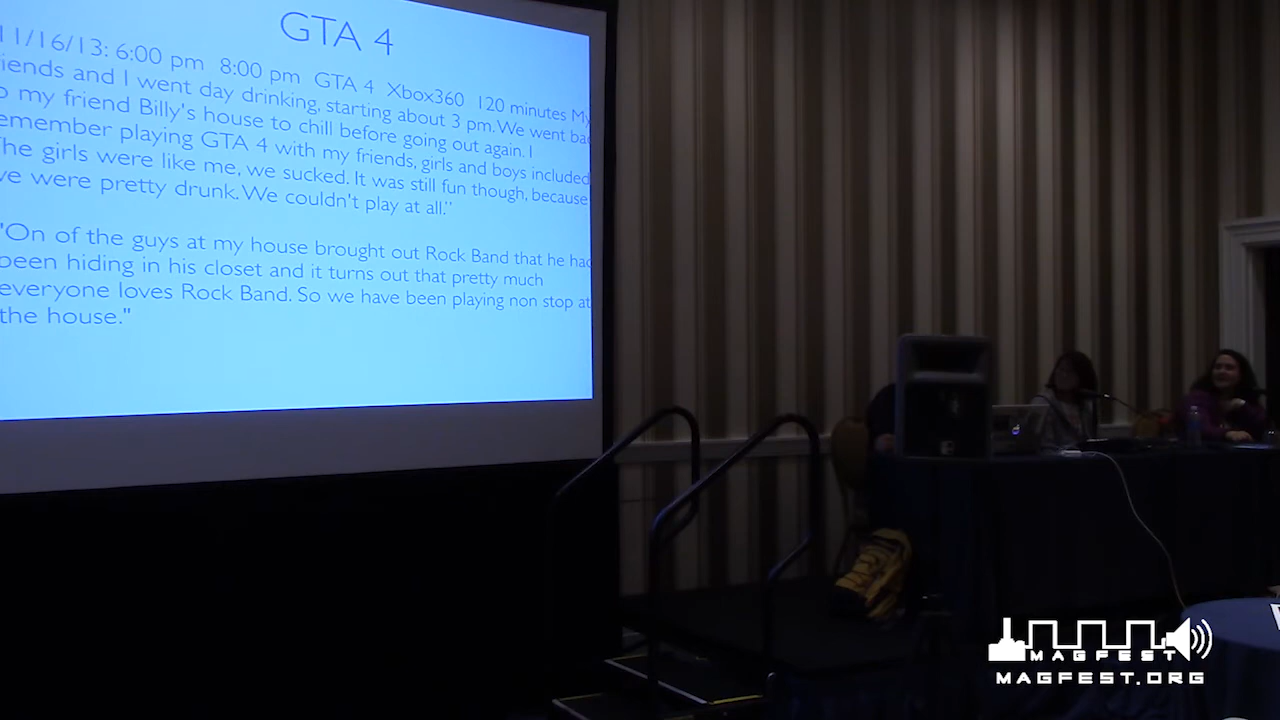 GTA 4
11/16/13: 6:00 pm 8:00 pm GTA 4 Xbox360 120 minutes My
iends and I went day drinking, starting about 3 pm. We went bac
o my friend Billy's house to chill before going out again. I
emember playing GTA 4 with my friends, girls and boys included
The girls were like me, we sucked. It was still fun though, because
ve were pretty drunk. We couldn't play at all."
"On of the guys at my house brought out Rock Band that he had
been hiding in his closet and it turns out that pretty much
everyone loves Rock Band. So we have been playing non stop at
the house."
MAGFEST
MAGFEST.ORG